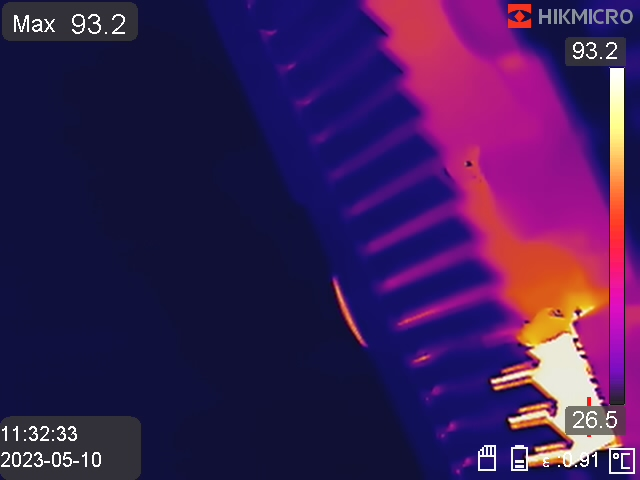 Max 93.2
HIKMICRO
93.2
26.5
11:32:33
2023-05-10
ε :0.91 °C